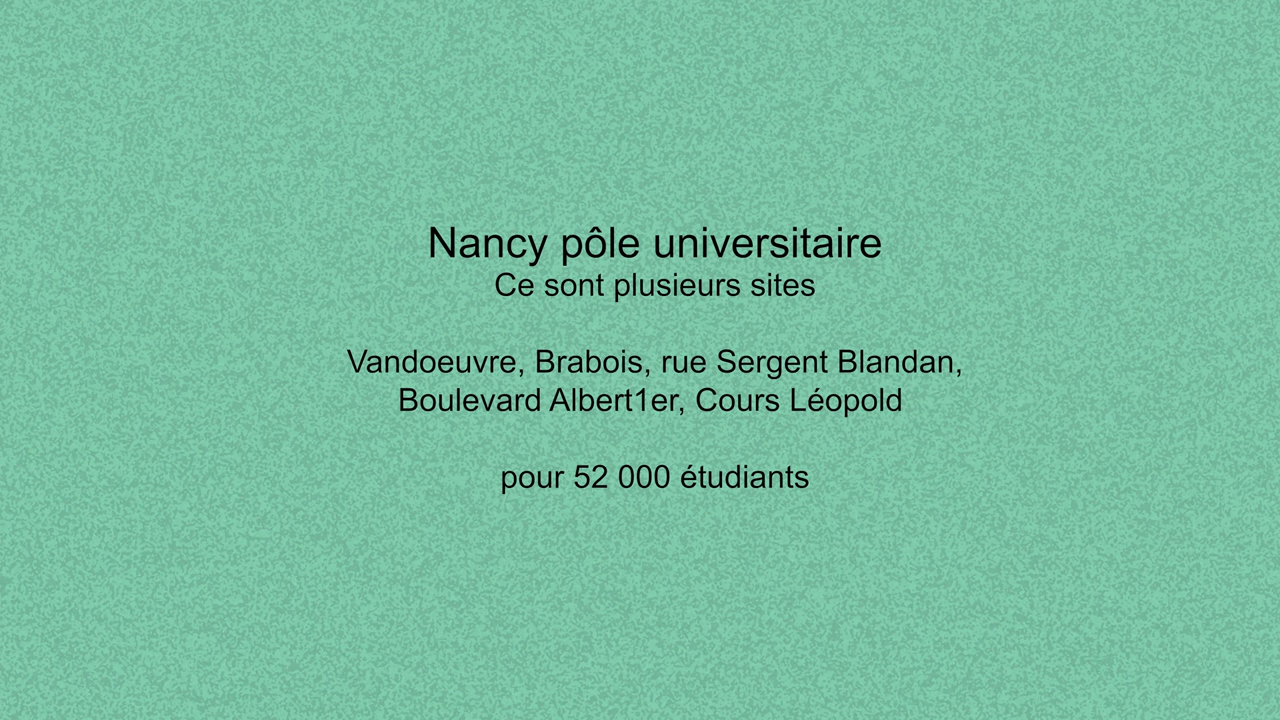 Nancy pôle universitaire
Ce sont plusieurs sites
Vandoeuvre, Brabois, rue Sergent Blandan,
Boulevard Albert1er, Cours Léopold
pour 52 000 étudiants